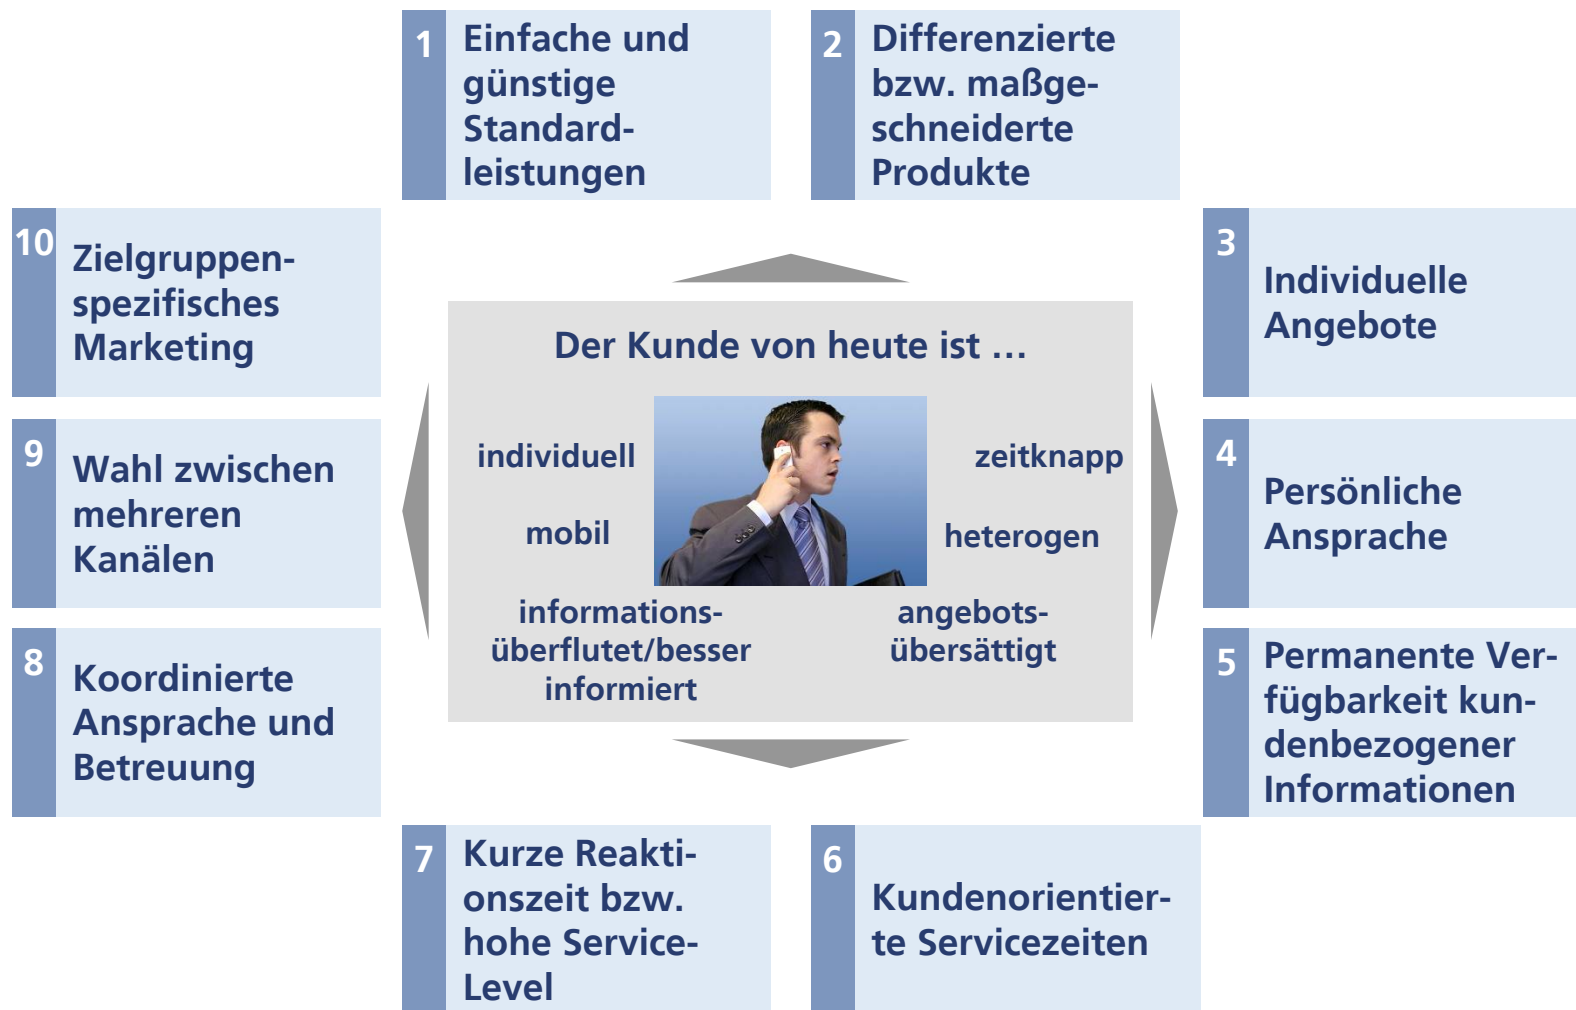 1
Einfache und
günstige
Standard-
leistungen
2
Differenzierte
bzw. maßge-
schneiderte
Produkte
3
Individuelle
Angebote
4
Persönliche
Ansprache
5
Permanente Ver-
fügbarkeit kun-
denbezogener
Informationen
6
Kundenorientier-
te Servicezeiten
7
Kurze Reakti-
onszeit bzw.
hohe Service-
Level
8
Koordinierte
Ansprache und
Betreuung
9
Wahl zwischen
mehreren
Kanälen
10
Zielgruppen-
spezifisches
Marketing
Der Kunde von heute ist …
individuell
mobil
informations-
überflutet/besser
informiert
zeitknapp
heterogen
angebots-
übersättigt